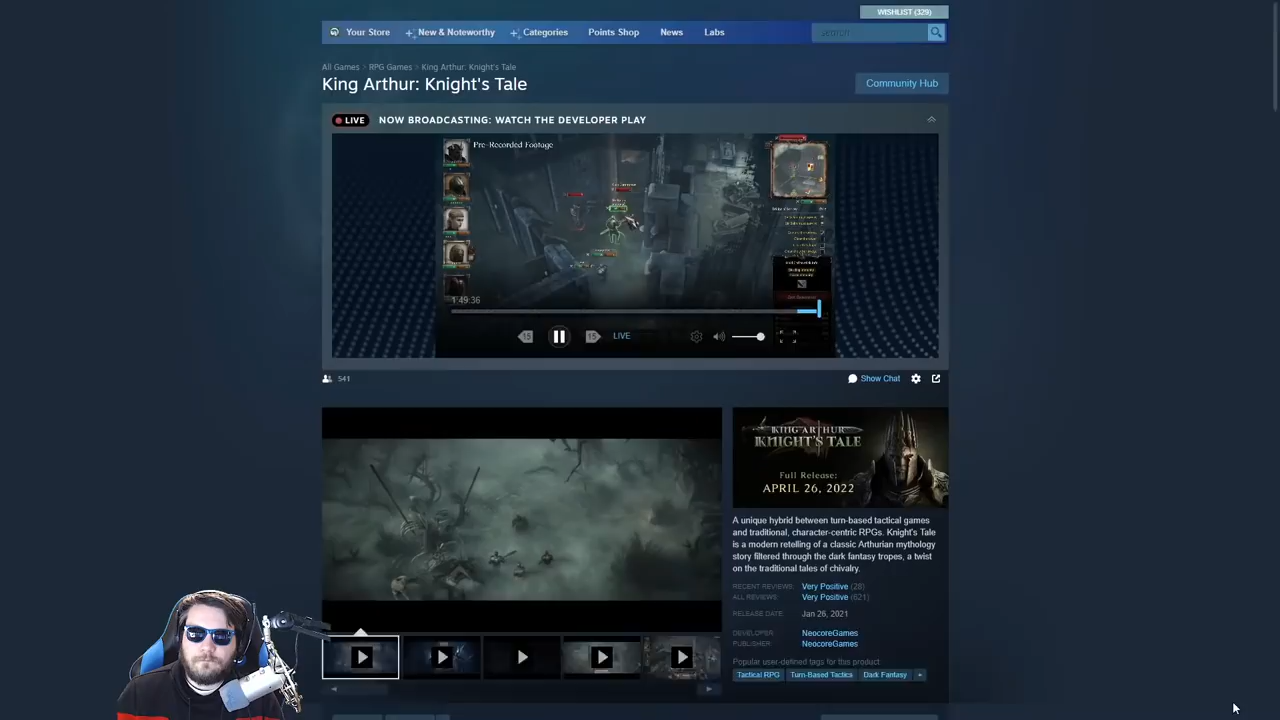 WISHLIST (329)
Your Store
New & Noteworthy
Categories
Points Shop
News
Labs
search
All Games > RPG Games > King Arthur: Knight's Tale
King Arthur: Knight's Tale
Community Hub
LIVE
NOW BROADCASTING: WATCH THE DEVELOPER PLAY
Pre-Recorded Footage
1:49:36
15
15
LIVE
541
Show Chat
KING ARTHUR
KNIGHT'S TALE
Full Release:
APRIL 26, 2022
A unique hybrid between turn-based tactical games
and traditional, character-centric RPGs. Knight's Tale
is a modern retelling of a classic Arthurian mythology
story filtered through the dark fantasy tropes, a twist
on the traditional tales of chivalry.
RECENT REVIEWS: Very Positive (28)
ALL REVIEWS: Very Positive (621)
RELEASE DATE: Jan 26, 2021
DEVELOPER: NeocoreGames
PUBLISHER: NeocoreGames
Popular user-defined tags for this product
Tactical RPG
Turn-Based Tactics
Dark Fantasy
+